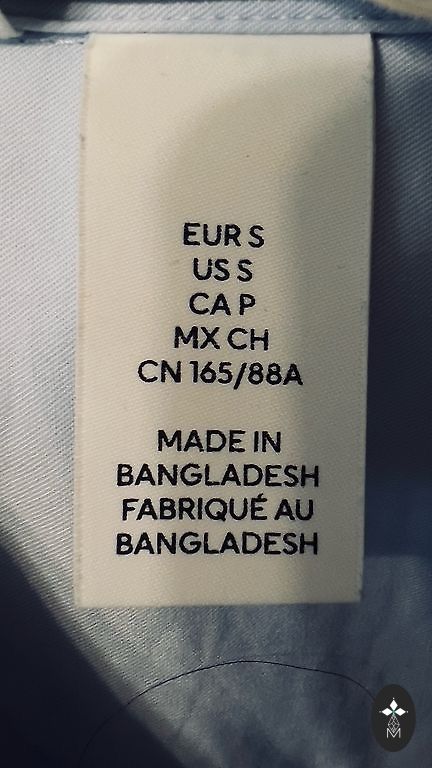 EUR S
US S
CA P
MX CH
CN 165/88A
MADE IN
BANGLADESH
FABRIQUÉ AU
BANGLADESH
M